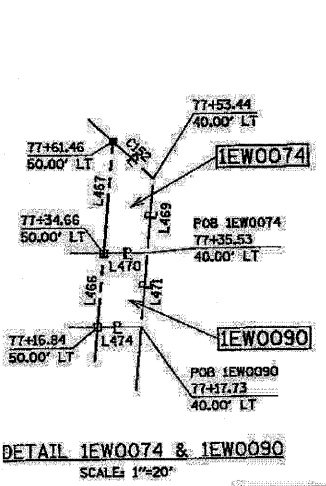 77+53.44
40.00' LT
77+61.46
50.00' LT
1EW0074
L467
L469
77+34.66
50.00' LT
POB 1EW0074
77+35.53
40.00' LT
L470
L466
L471
1EW0090
77+16.84
50.00' LT
L474
POB 1EW0090
77+17.73
40.00' LT
DETAIL 1EW0074 & 1EW0090
SCALE: 1"=20'